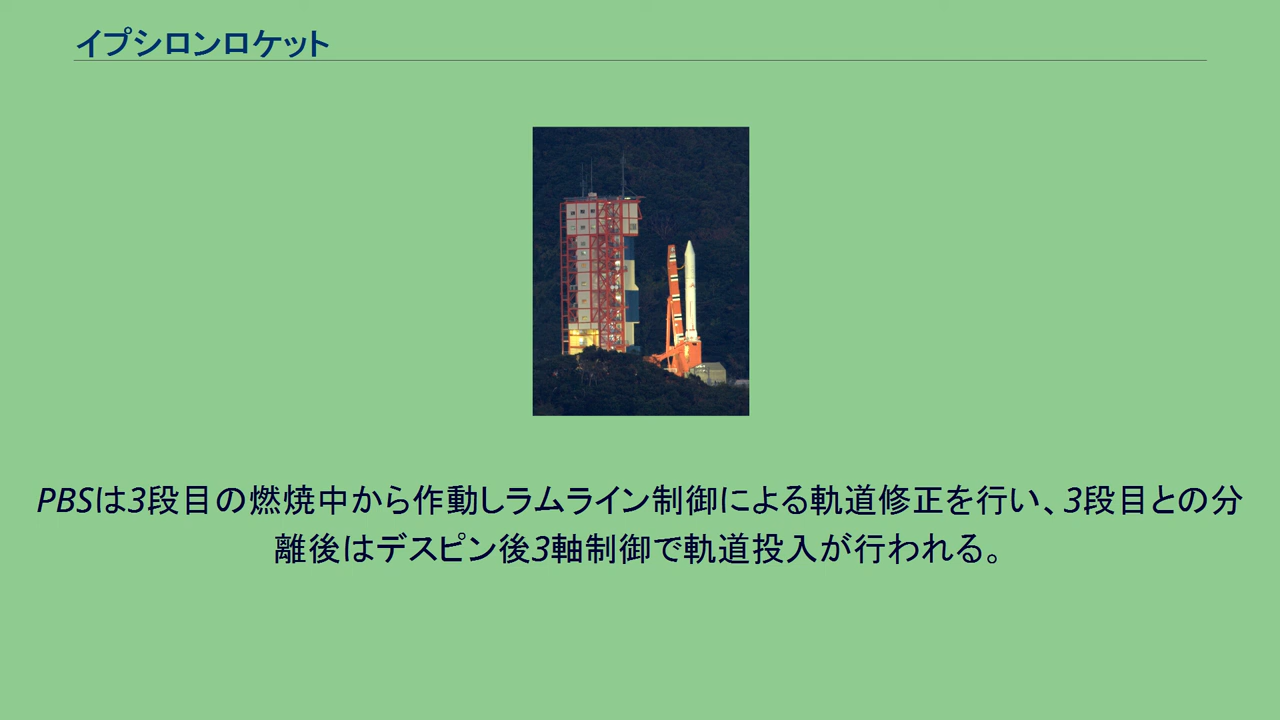 イプシロンロケット
PBSは3段目の燃焼中から作動しラムライン制御による軌道修正を行い、3段目との分
離後はデスピン後3軸制御で軌道投入が行われる。